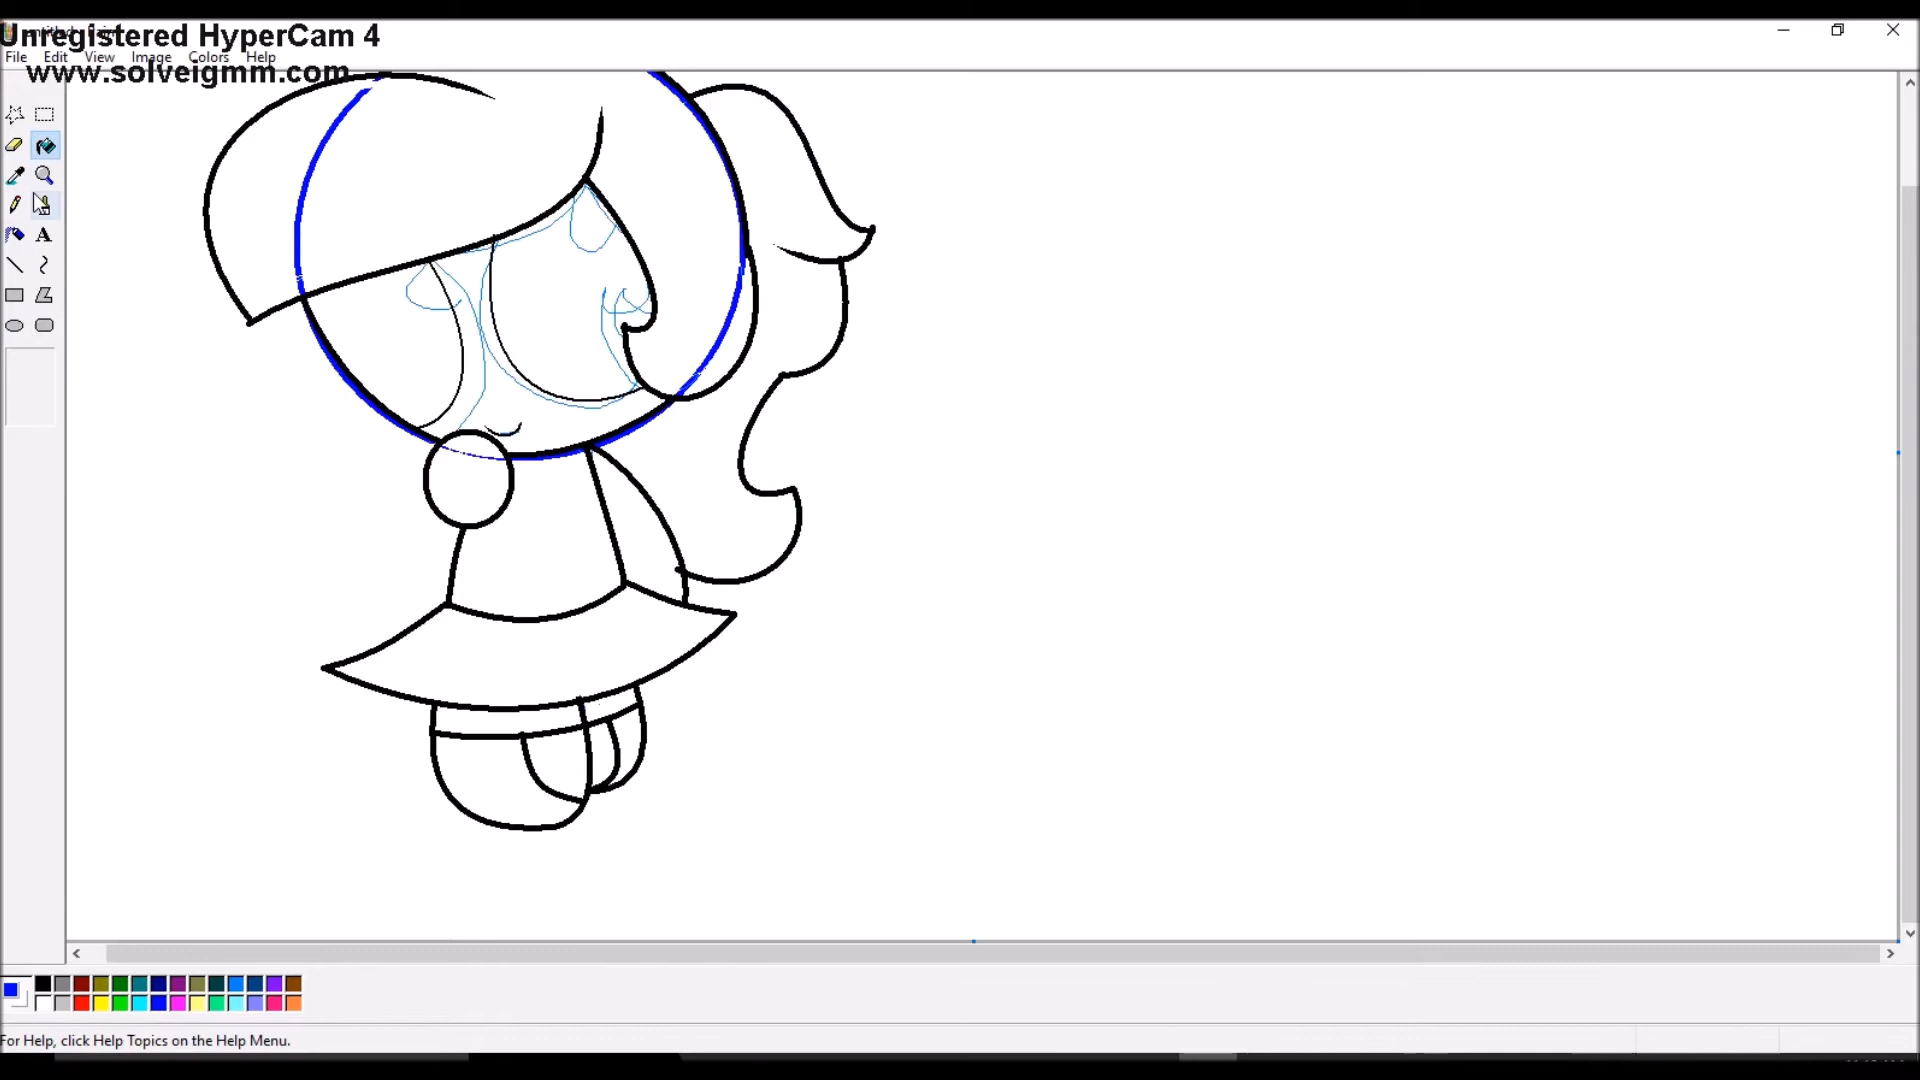 Unregistered HyperCam 4
File Edit View Image Colors Help
www.solveigmm.com
A
For Help, click Help Topics on the Help Menu.